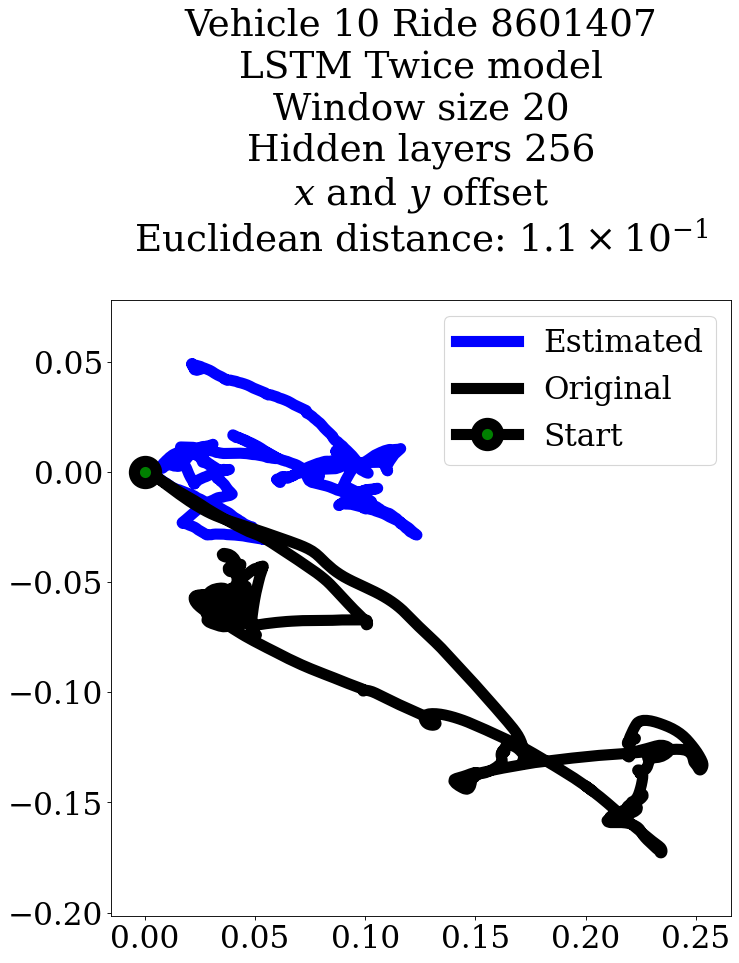 Vehicle 10 Ride 8601407
LSTM Twice model
Window size 20
Hidden layers 256
x and y offset
Euclidean distance: 1.1 × 10⁻¹
Estimated
Original
Start
0.05
0.00
−0.05
−0.10
−0.15
−0.20
0.00 0.05 0.10 0.15 0.20 0.25